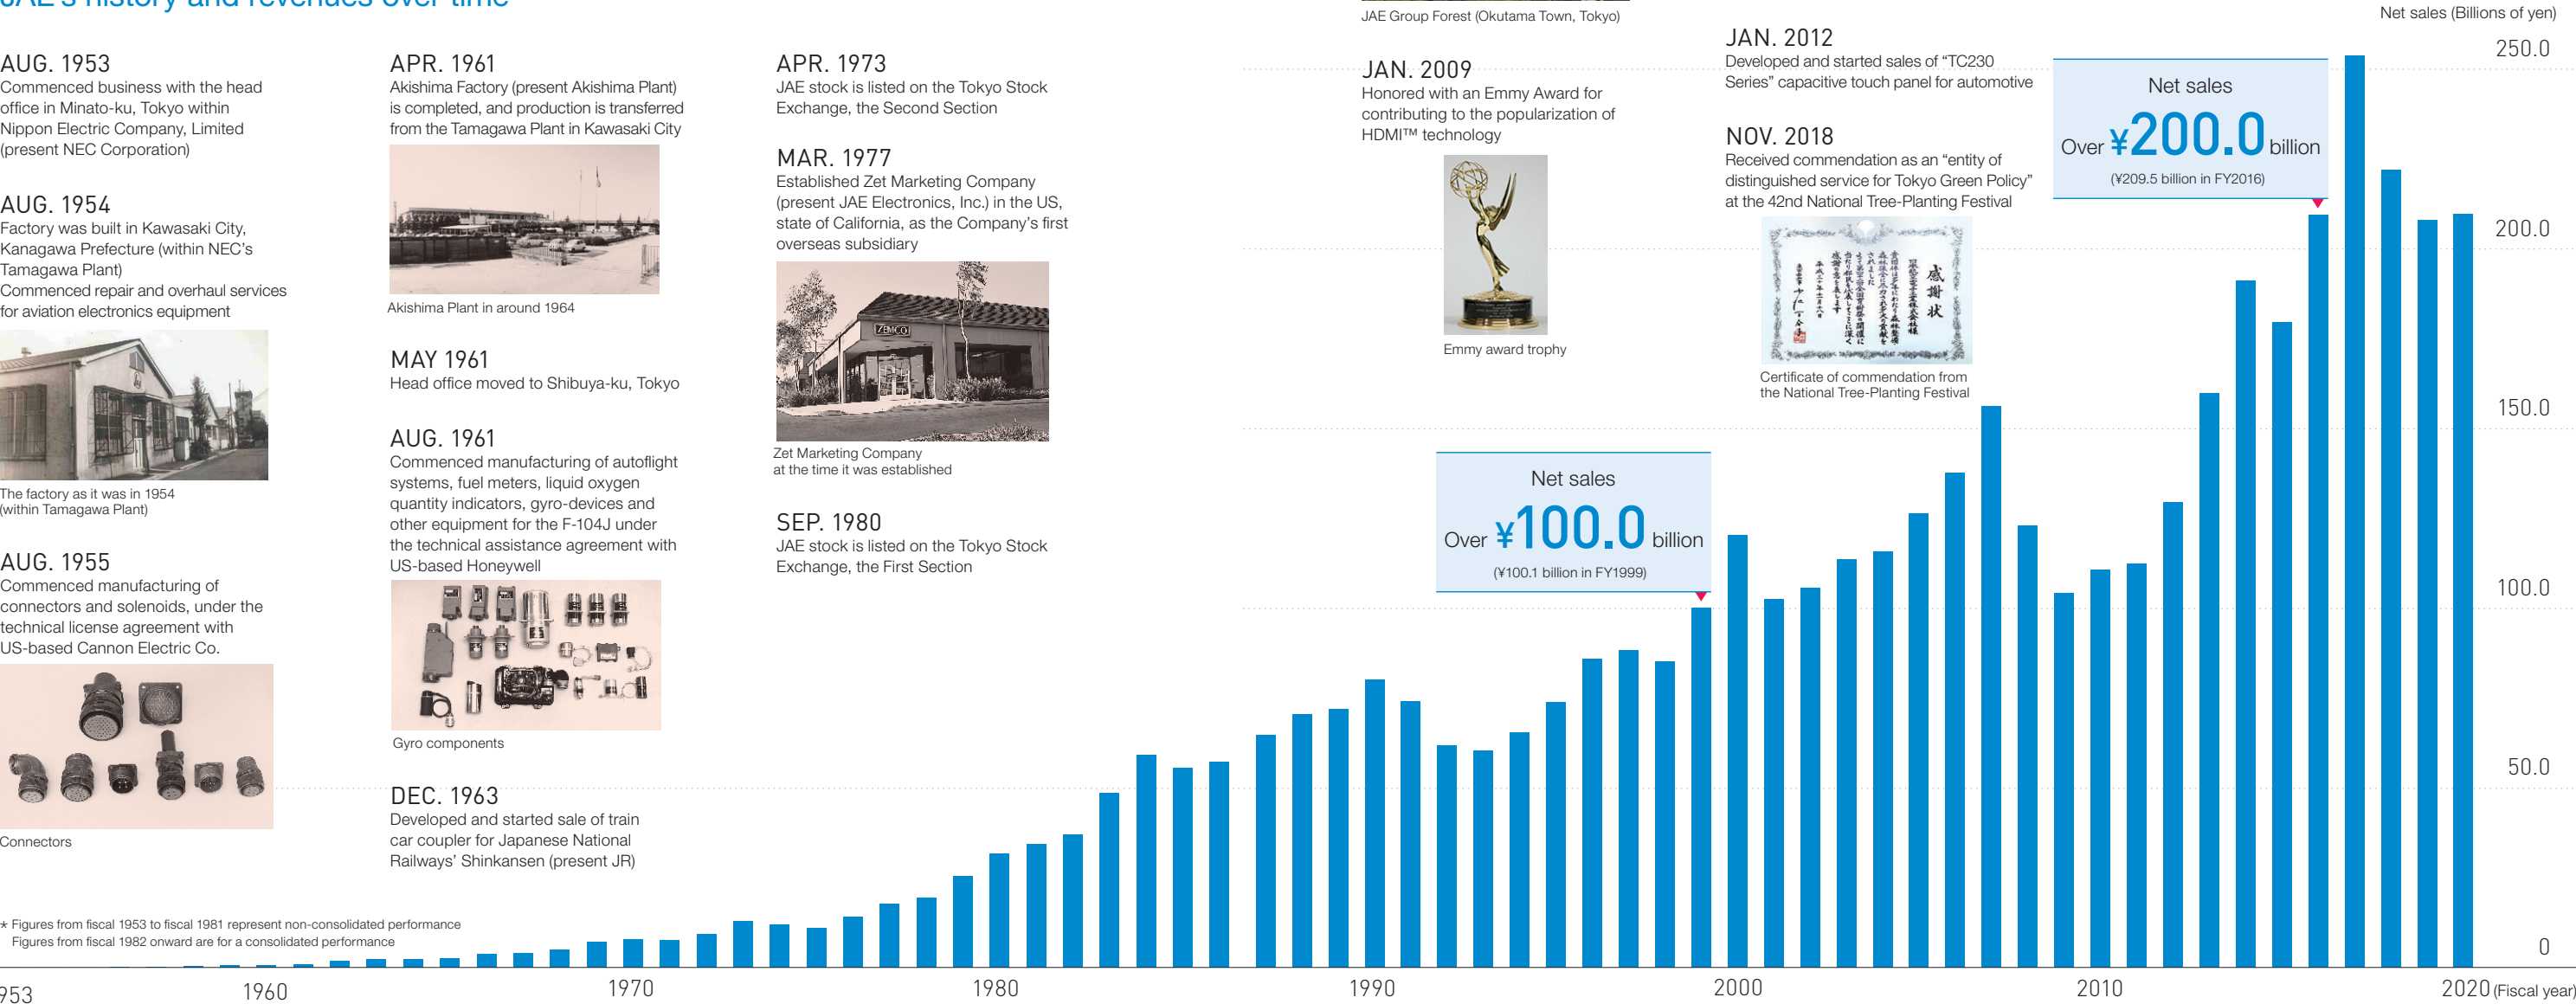 JAE's history and revenues over time
AUG. 1953
Commenced business with the head
office in Minato-ku, Tokyo within
Nippon Electric Company, Limited
(present NEC Corporation)
AUG. 1954
Factory was built in Kawasaki City,
Kanagawa Prefecture (within NEC's
Tamagawa Plant)
Commenced repair and overhaul services
for aviation electronics equipment
The factory as it was in 1954
(within Tamagawa Plant)
AUG. 1955
Commenced manufacturing of
connectors and solenoids, under the
technical license agreement with
US-based Cannon Electric Co.
Connectors
APR. 1961
Akishima Factory (present Akishima Plant)
is completed, and production is transferred
from the Tamagawa Plant in Kawasaki City
Akishima Plant in around 1964
MAY 1961
Head office moved to Shibuya-ku, Tokyo
AUG. 1961
Commenced manufacturing of autoflight
systems, fuel meters, liquid oxygen
quantity indicators, gyro-devices and
other equipment for the F-104J under
the technical assistance agreement with
US-based Honeywell
Gyro components
DEC. 1963
Developed and started sale of train
car coupler for Japanese National
Railways' Shinkansen (present JR)
APR. 1973
JAE stock is listed on the Tokyo Stock
Exchange, the Second Section
MAR. 1977
Established Zet Marketing Company
(present JAE Electronics, Inc.) in the US,
state of California, as the Company's first
overseas subsidiary
ZEMCO
Zet Marketing Company
at the time it was established
SEP. 1980
JAE stock is listed on the Tokyo Stock
Exchange, the First Section
JAE Group Forest (Okutama Town, Tokyo)
JAN. 2009
Honored with an Emmy Award for
contributing to the popularization of
HDMI™ technology
Emmy award trophy
JAN. 2012
Developed and started sales of "TC230
Series" capacitive touch panel for automotive
NOV. 2018
Received commendation as an "entity of
distinguished service for Tokyo Green Policy"
at the 42nd National Tree-Planting Festival
感謝状
Certificate of commendation from
the National Tree-Planting Festival
Net sales
Over ¥100.0 billion
(¥100.1 billion in FY1999)
Net sales
Over ¥200.0 billion
(¥209.5 billion in FY2016)
Net sales (Billions of yen)
250.0
200.0
150.0
100.0
50.0
0
* Figures from fiscal 1953 to fiscal 1981 represent non-consolidated performance
Figures from fiscal 1982 onward are for a consolidated performance
953 1960 1970 1980 1990 2000 2010 2020 (Fiscal year)